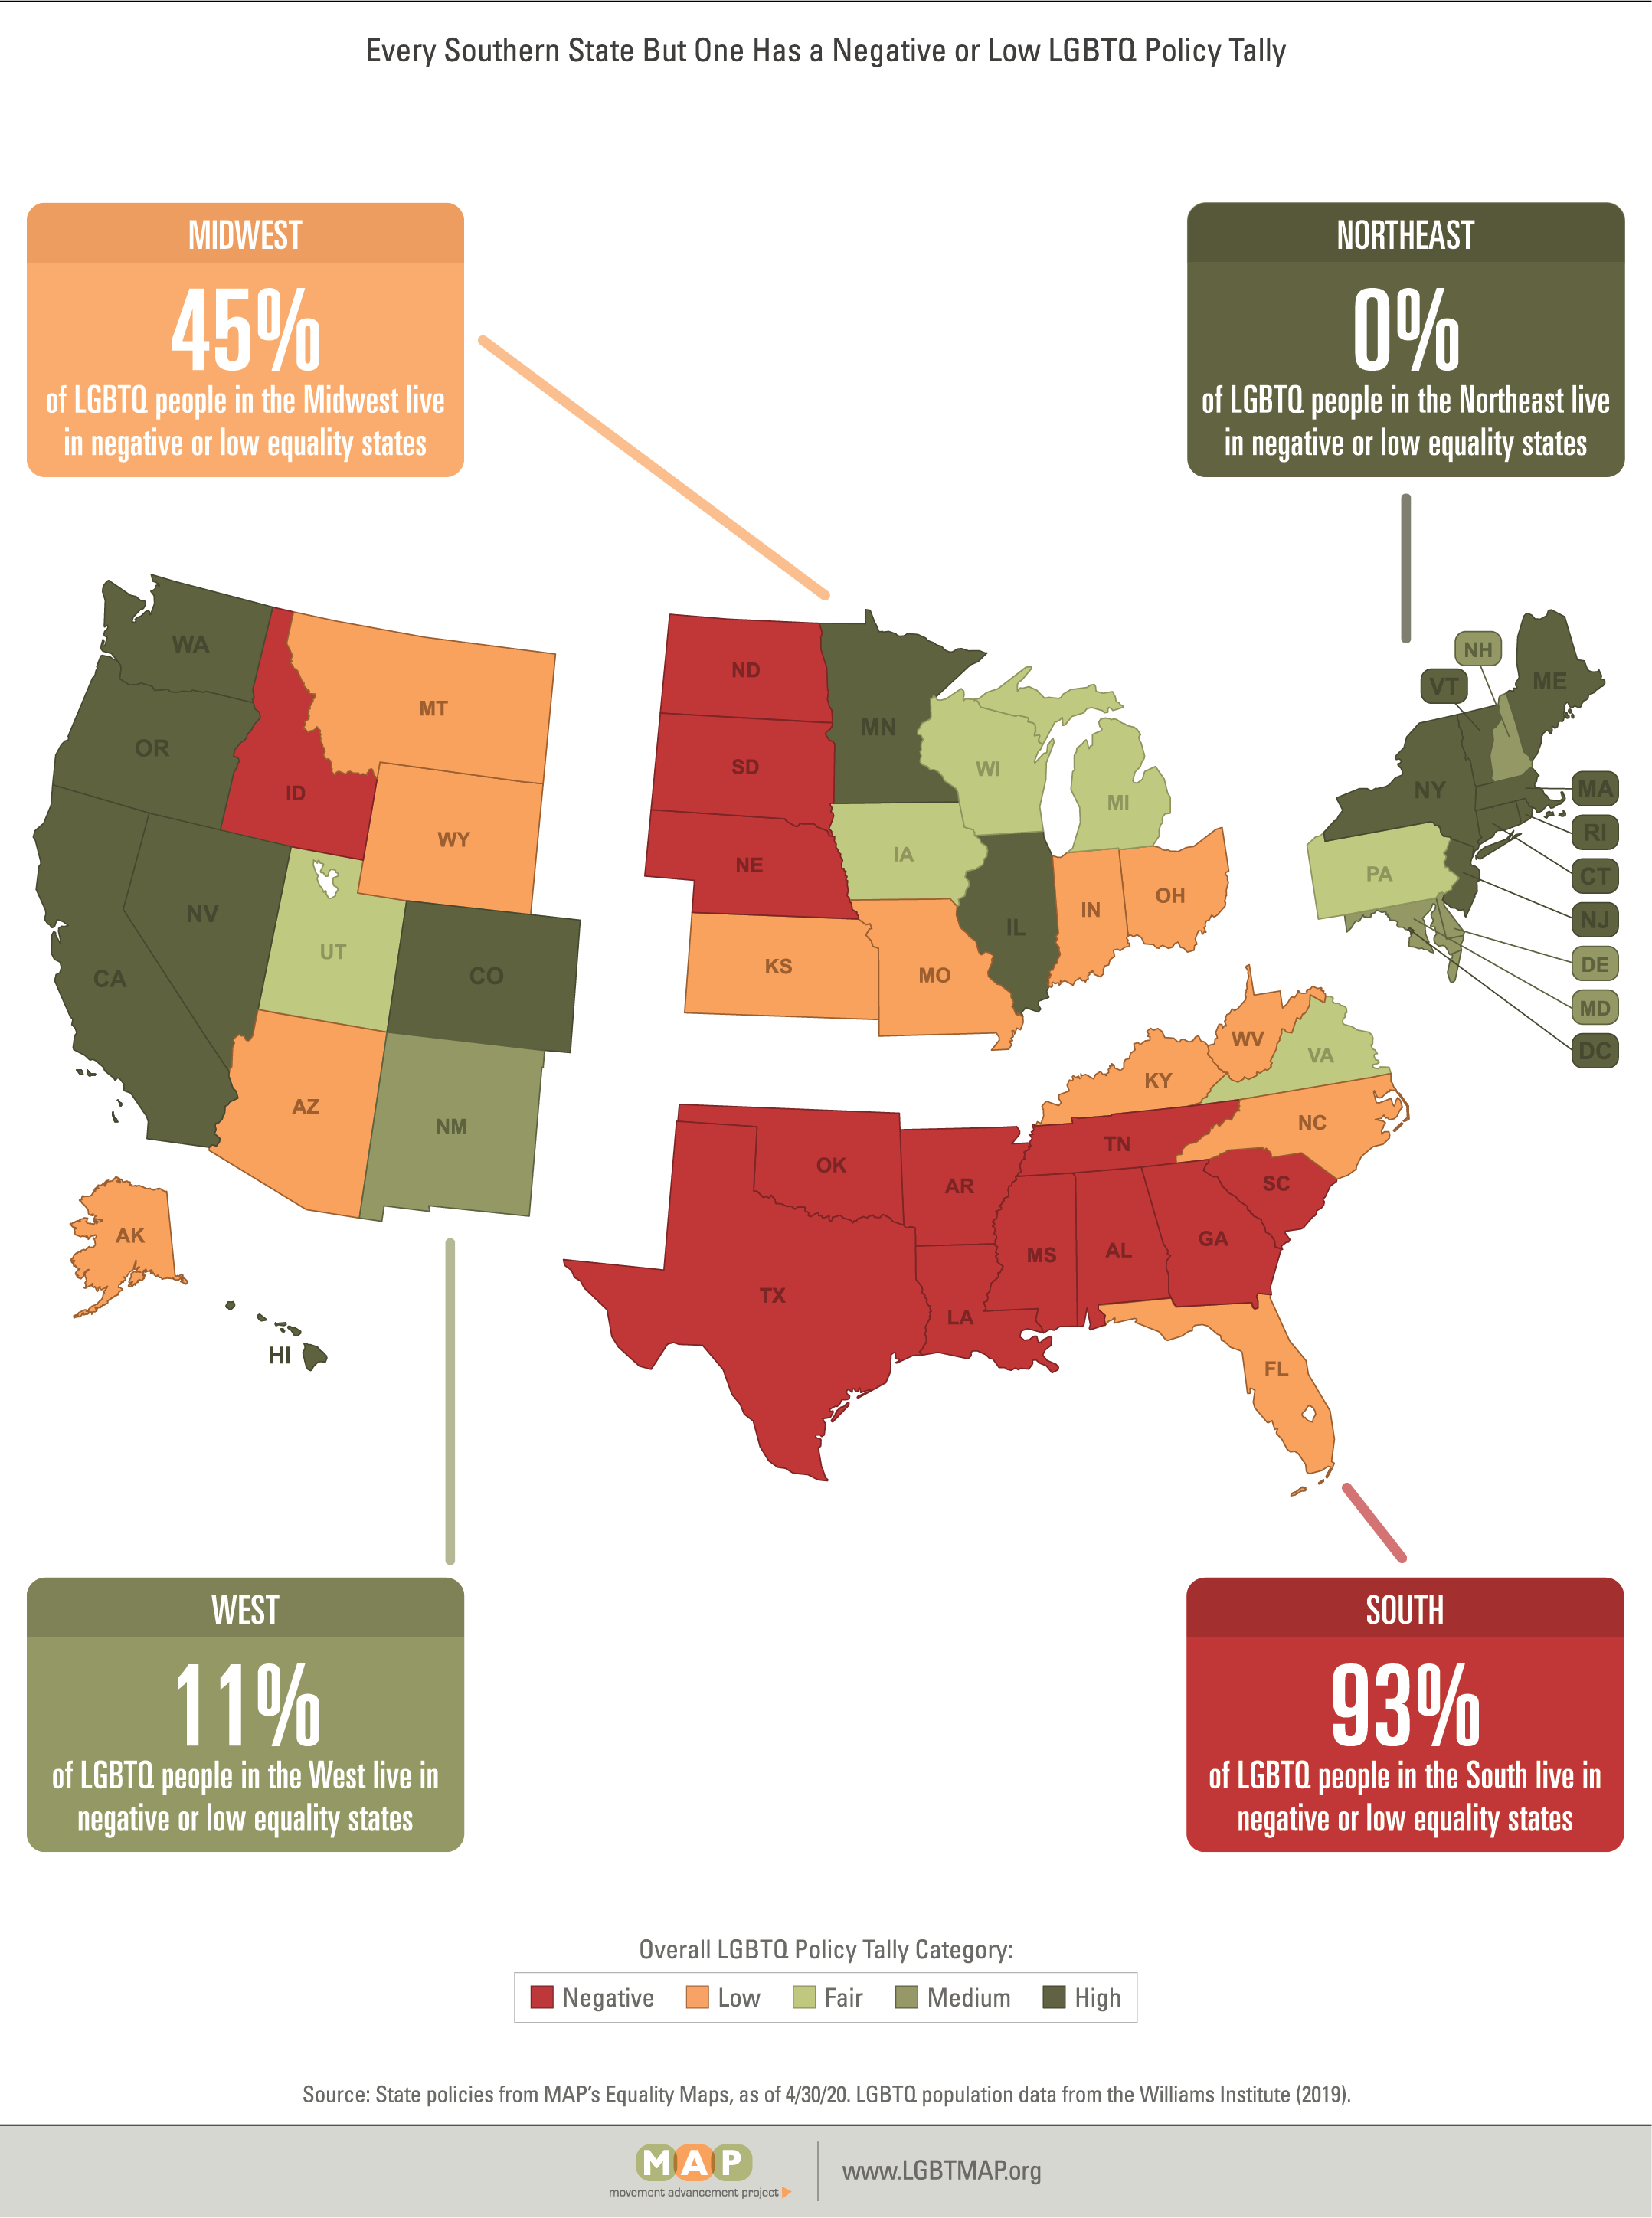 Every Southern State But One Has a Negative or Low LGBTQ Policy Tally
MIDWEST
45%
of LGBTQ people in the Midwest live
in negative or low equality states
NORTHEAST
0%
of LGBTQ people in the Northeast live
in negative or low equality states
WA
OR
CA
NV
ID
MT
WY
UT
CO
AZ
NM
AK
HI
ND
SD
NE
KS
MN
IA
MO
WI
IL
MI
IN
OH
NH
VT
ME
NY
MA
RI
CT
PA
NJ
DE
MD
DC
WV
VA
KY
NC
TN
SC
OK
AR
TX
LA
MS
AL
GA
FL
WEST
11%
of LGBTQ people in the West live in
negative or low equality states
SOUTH
93%
of LGBTQ people in the South live in
negative or low equality states
Overall LGBTQ Policy Tally Category:
Negative Low Fair Medium High
Source: State policies from MAP's Equality Maps, as of 4/30/20. LGBTQ population data from the Williams Institute (2019).
MAP
movement advancement project
www.LGBTMAP.org